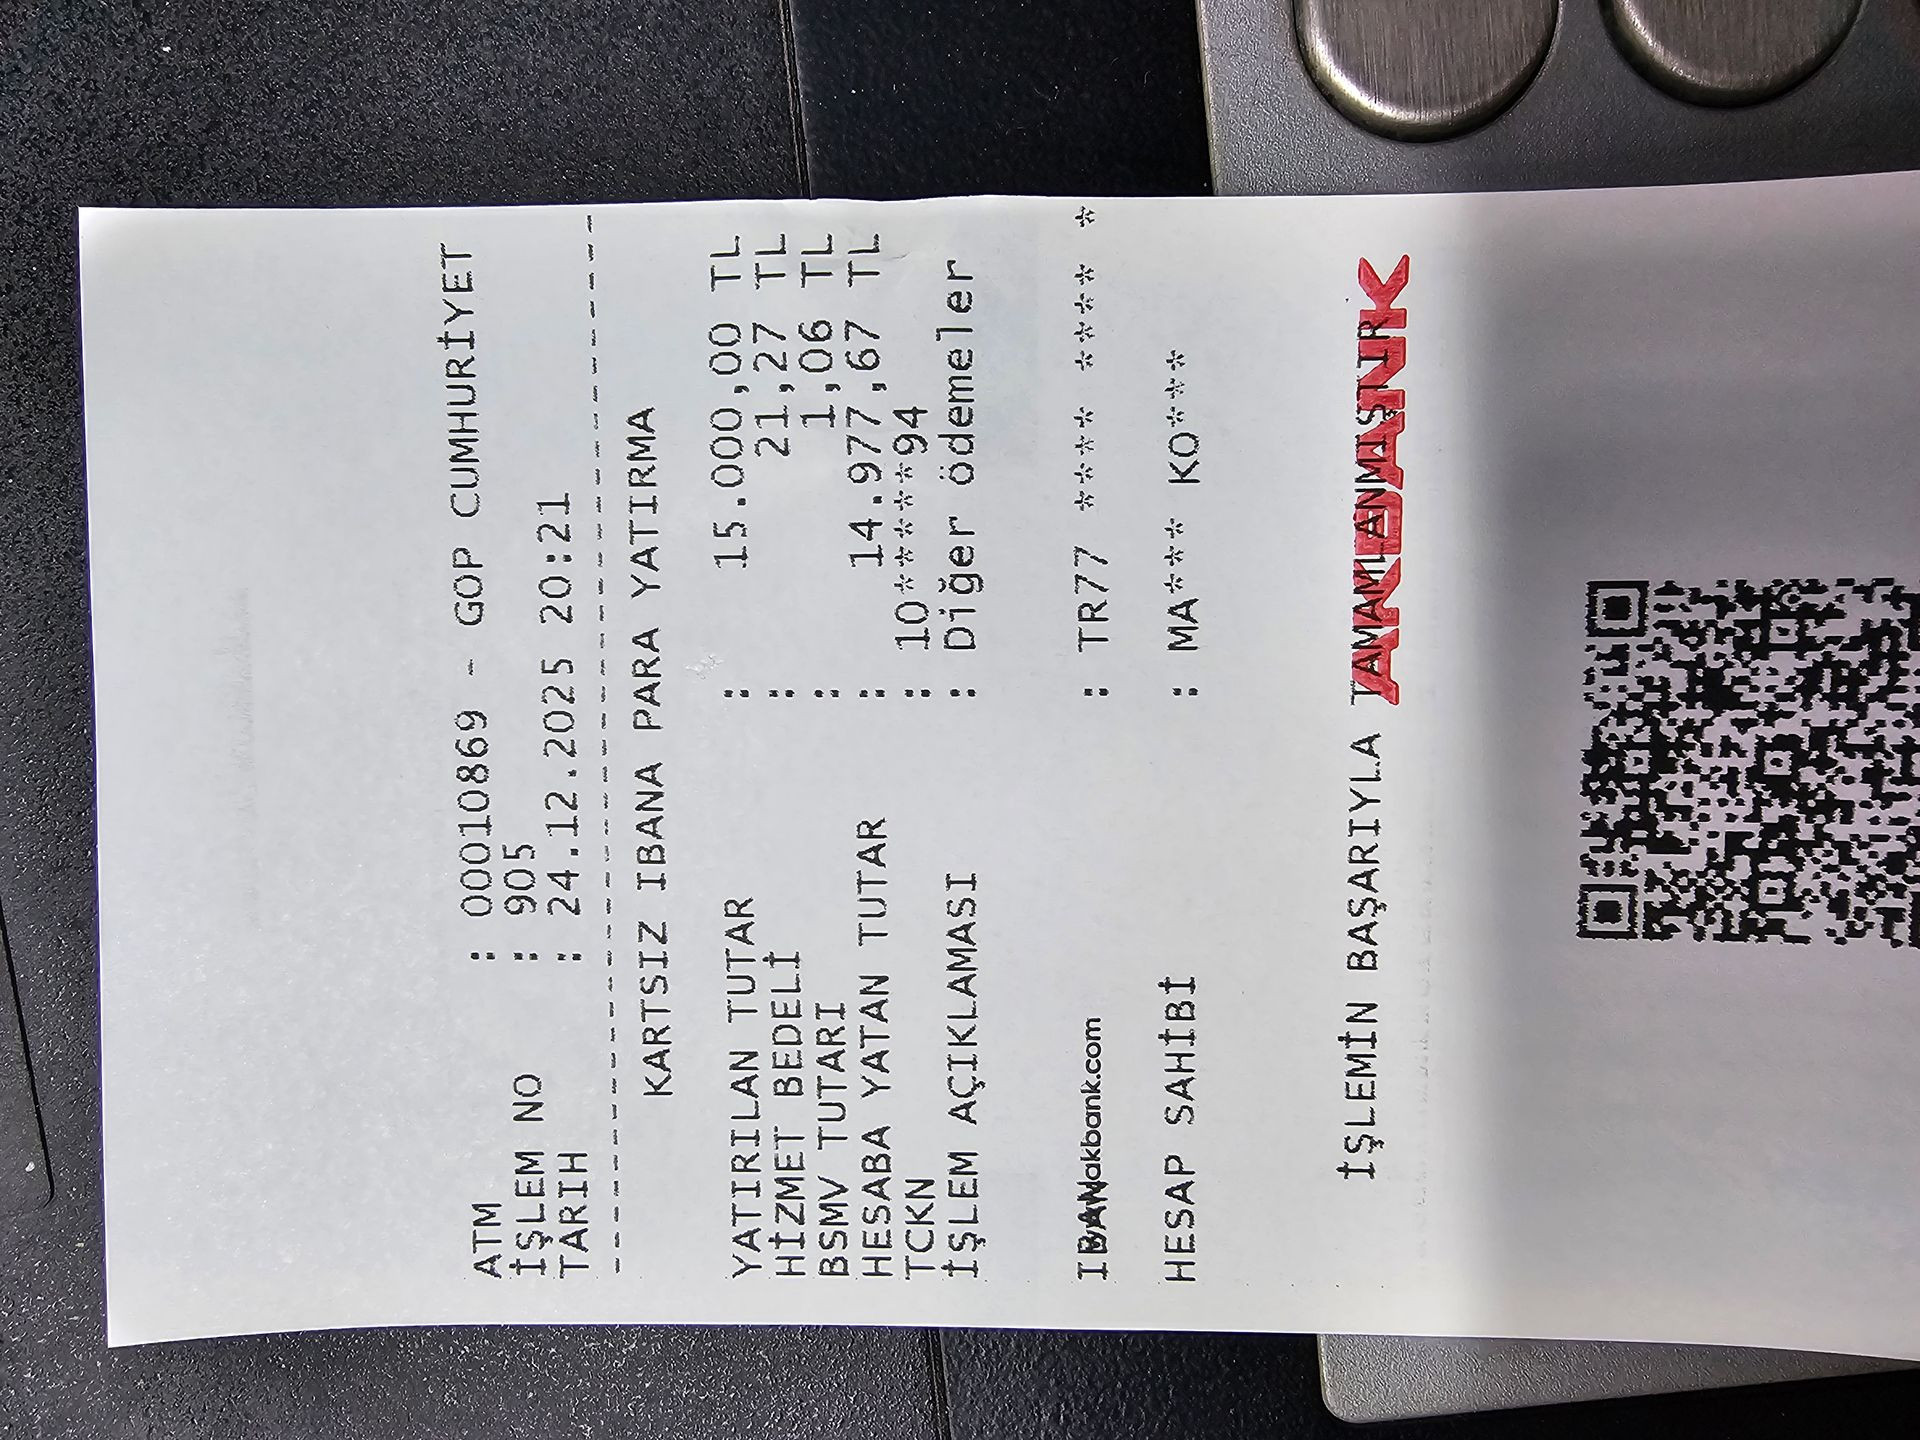 ATM : 00010869 - GOP CUMHURİYET
İŞLEM NO : 905
TARIH : 24.12.2025 20:21
--------------------------------------
KARTSIZ IBANA PARA YATIRMA
YATIRILAN TUTAR : 15.000,00 TL
HİZMET BEDELİ : 21,27 TL
BSMV TUTARI : 1,06 TL
HESABA YATAN TUTAR : 14.977,67 TL
TCKN : 10*******94
İŞLEM AÇIKLAMASI : Diğer ödemeler
IBAN : TR77 **** **** *
www.akbank.com
HESAP SAHİBİ : MA*** KO****
İŞLEMİN BAŞARIYLA TAMAMLANMIŞTIR
AKBANK